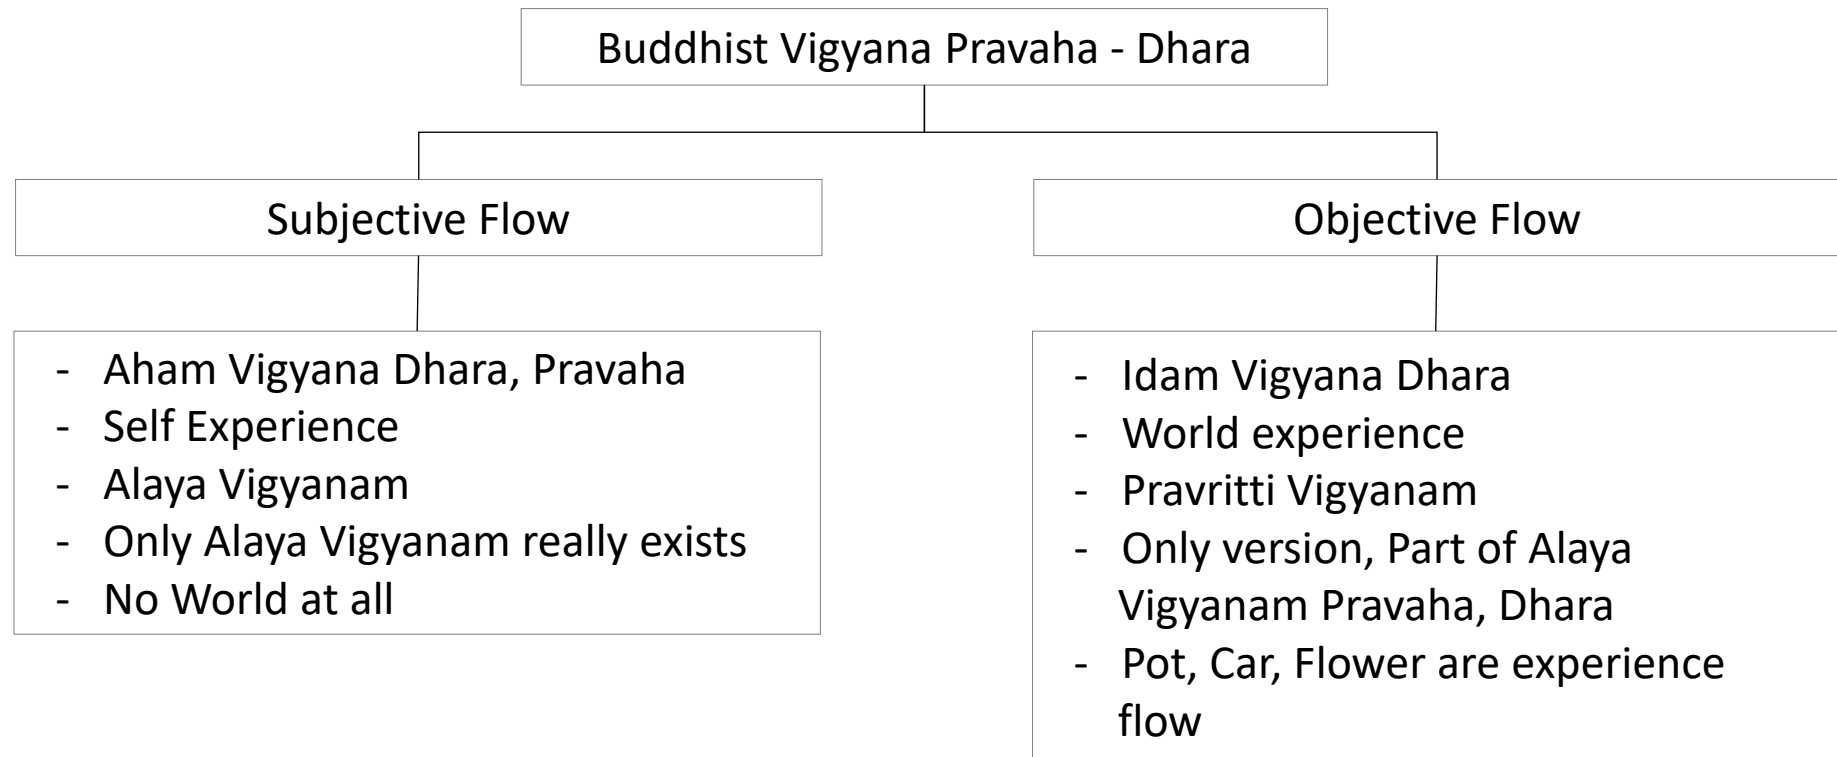 Buddhist Vigyana Pravaha - Dhara
Subjective Flow
Objective Flow
- Aham Vigyana Dhara, Pravaha
- Self Experience
- Alaya Vigyanam
- Only Alaya Vigyanam really exists
- No World at all
- Idam Vigyana Dhara
- World experience
- Pravritti Vigyanam
- Only version, Part of Alaya
Vigyanam Pravaha, Dhara
- Pot, Car, Flower are experience
flow